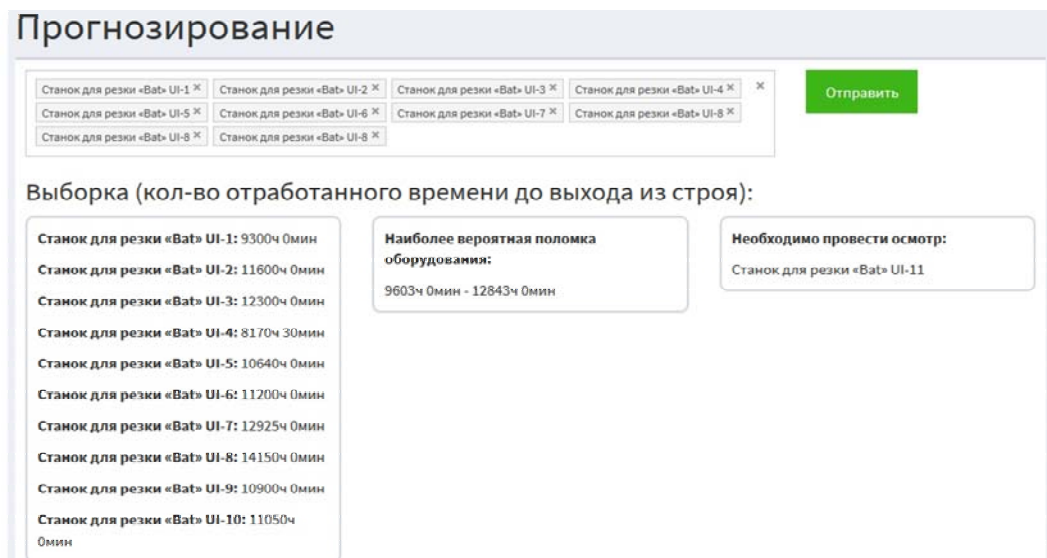 Прогнозирование
Станок для резки «Bat» UI-1 × Станок для резки «Bat» UI-2 × Станок для резки «Bat» UI-3 × Станок для резки «Bat» UI-4 × ×
Станок для резки «Bat» UI-5 × Станок для резки «Bat» UI-6 × Станок для резки «Bat» UI-7 × Станок для резки «Bat» UI-8 ×
Станок для резки «Bat» UI-8 × Станок для резки «Bat» UI-8 ×
Отправить
Выборка (кол-во отработанного времени до выхода из строя):
Станок для резки «Bat» UI-1: 9300ч 0мин
Станок для резки «Bat» UI-2: 11600ч 0мин
Станок для резки «Bat» UI-3: 12300ч 0мин
Станок для резки «Bat» UI-4: 8170ч 30мин
Станок для резки «Bat» UI-5: 10640ч 0мин
Станок для резки «Bat» UI-6: 11200ч 0мин
Станок для резки «Bat» UI-7: 12925ч 0мин
Станок для резки «Bat» UI-8: 14150ч 0мин
Станок для резки «Bat» UI-9: 10900ч 0мин
Станок для резки «Bat» UI-10: 11050ч
0мин
Наиболее вероятная поломка
оборудования:
9603ч 0мин - 12843ч 0мин
Необходимо провести осмотр:
Станок для резки «Bat» UI-11